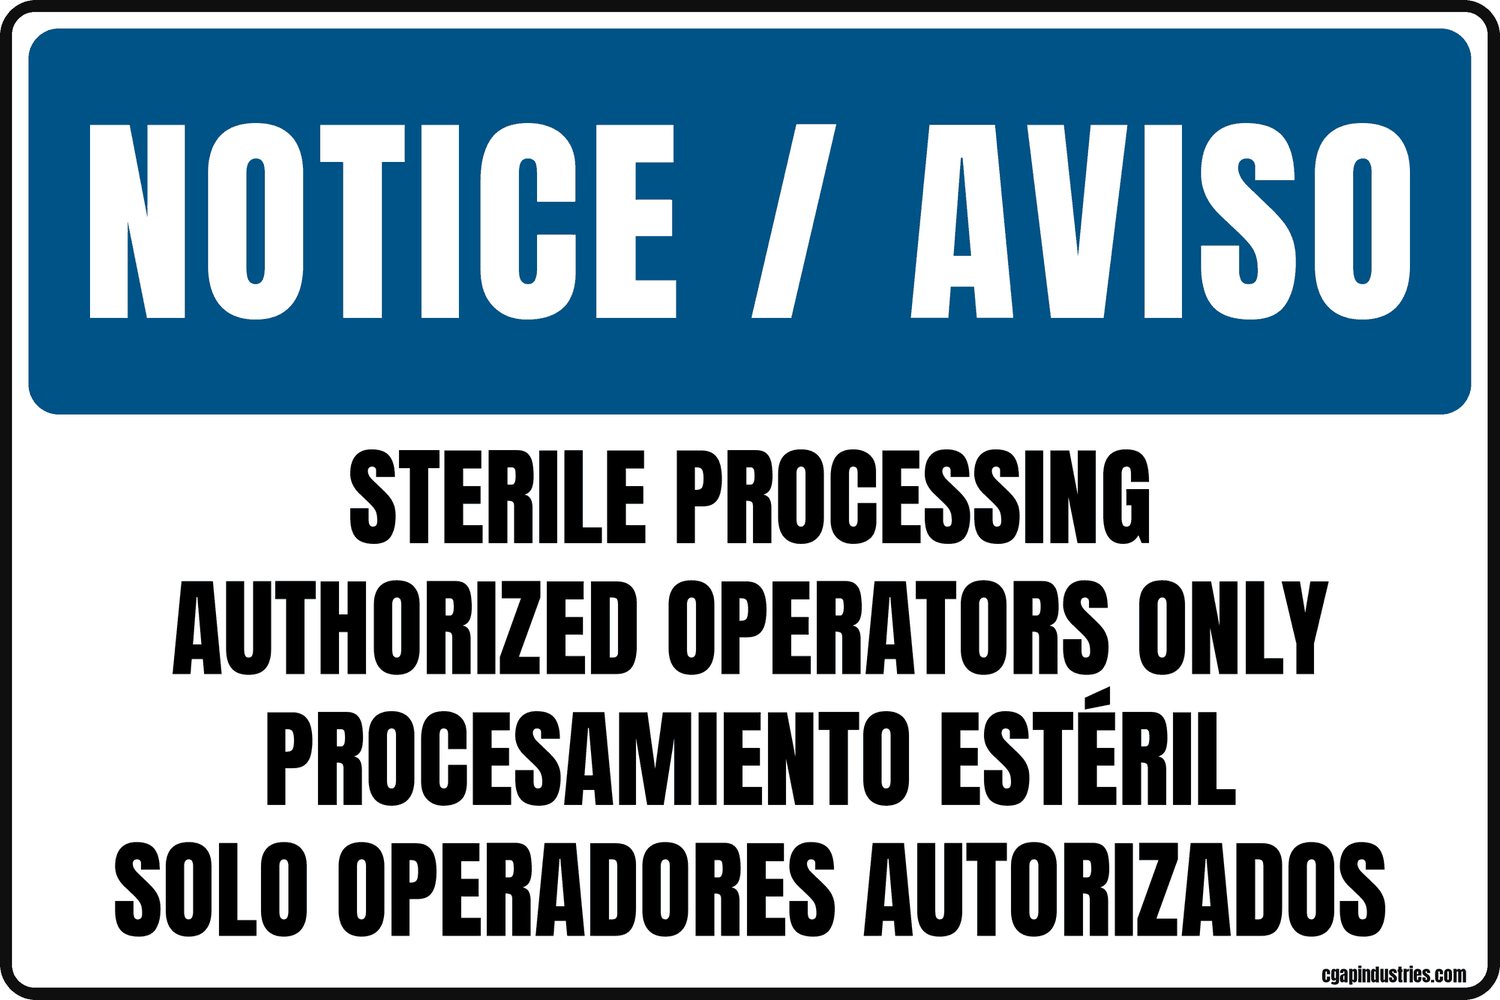 NOTICE / AVISO
STERILE PROCESSING
AUTHORIZED OPERATORS ONLY
PROCESAMIENTO ESTÉRIL
SOLO OPERADORES AUTORIZADOS
cgapindustries.com